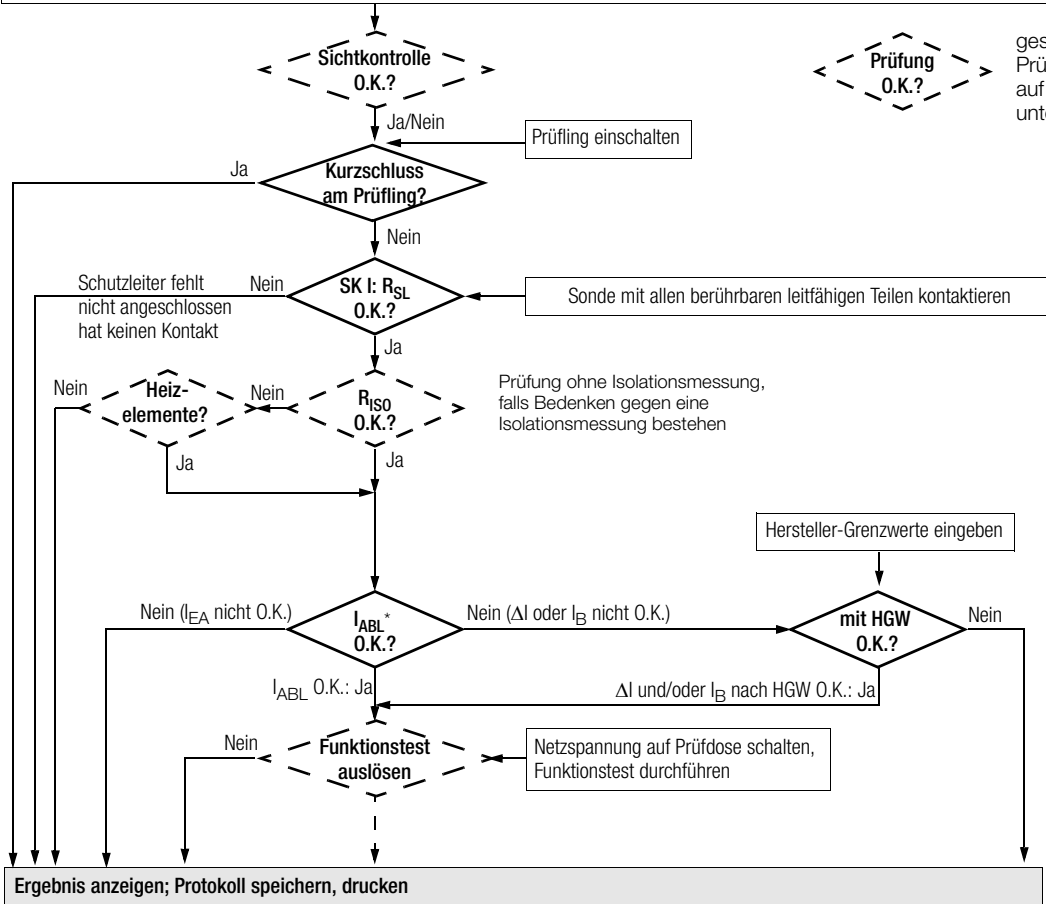 Sichtkontrolle
O.K.?
Prüfung
O.K.?
auf
Ja/Nein
Prüfling einschalten
Ja
Kurzschluss
am Prüfling?
Nein
Schutzleiter fehlt
nicht angeschlossen
hat keinen Kontakt
Nein
SK I: RSL
O.K.?
Sonde mit allen berührbaren leitfähigen Teilen kontaktieren
Ja
Nein
Heiz-
elemente?
Nein
RISO
O.K.?
Prüfung ohne Isolationsmessung,
falls Bedenken gegen eine
Isolationsmessung bestehen
Ja
Ja
Hersteller-Grenzwerte eingeben
Nein (IEA nicht O.K.)
IABL*
O.K.?
Nein (ΔI oder IB nicht O.K.)
mit HGW
O.K.?
Nein
IABL O.K.: Ja
ΔI und/oder IB nach HGW O.K.: Ja
Nein
Funktionstest
auslösen
Netzspannung auf Prüfdose schalten,
Funktionstest durchführen
Ergebnis anzeigen; Protokoll speichern, drucken